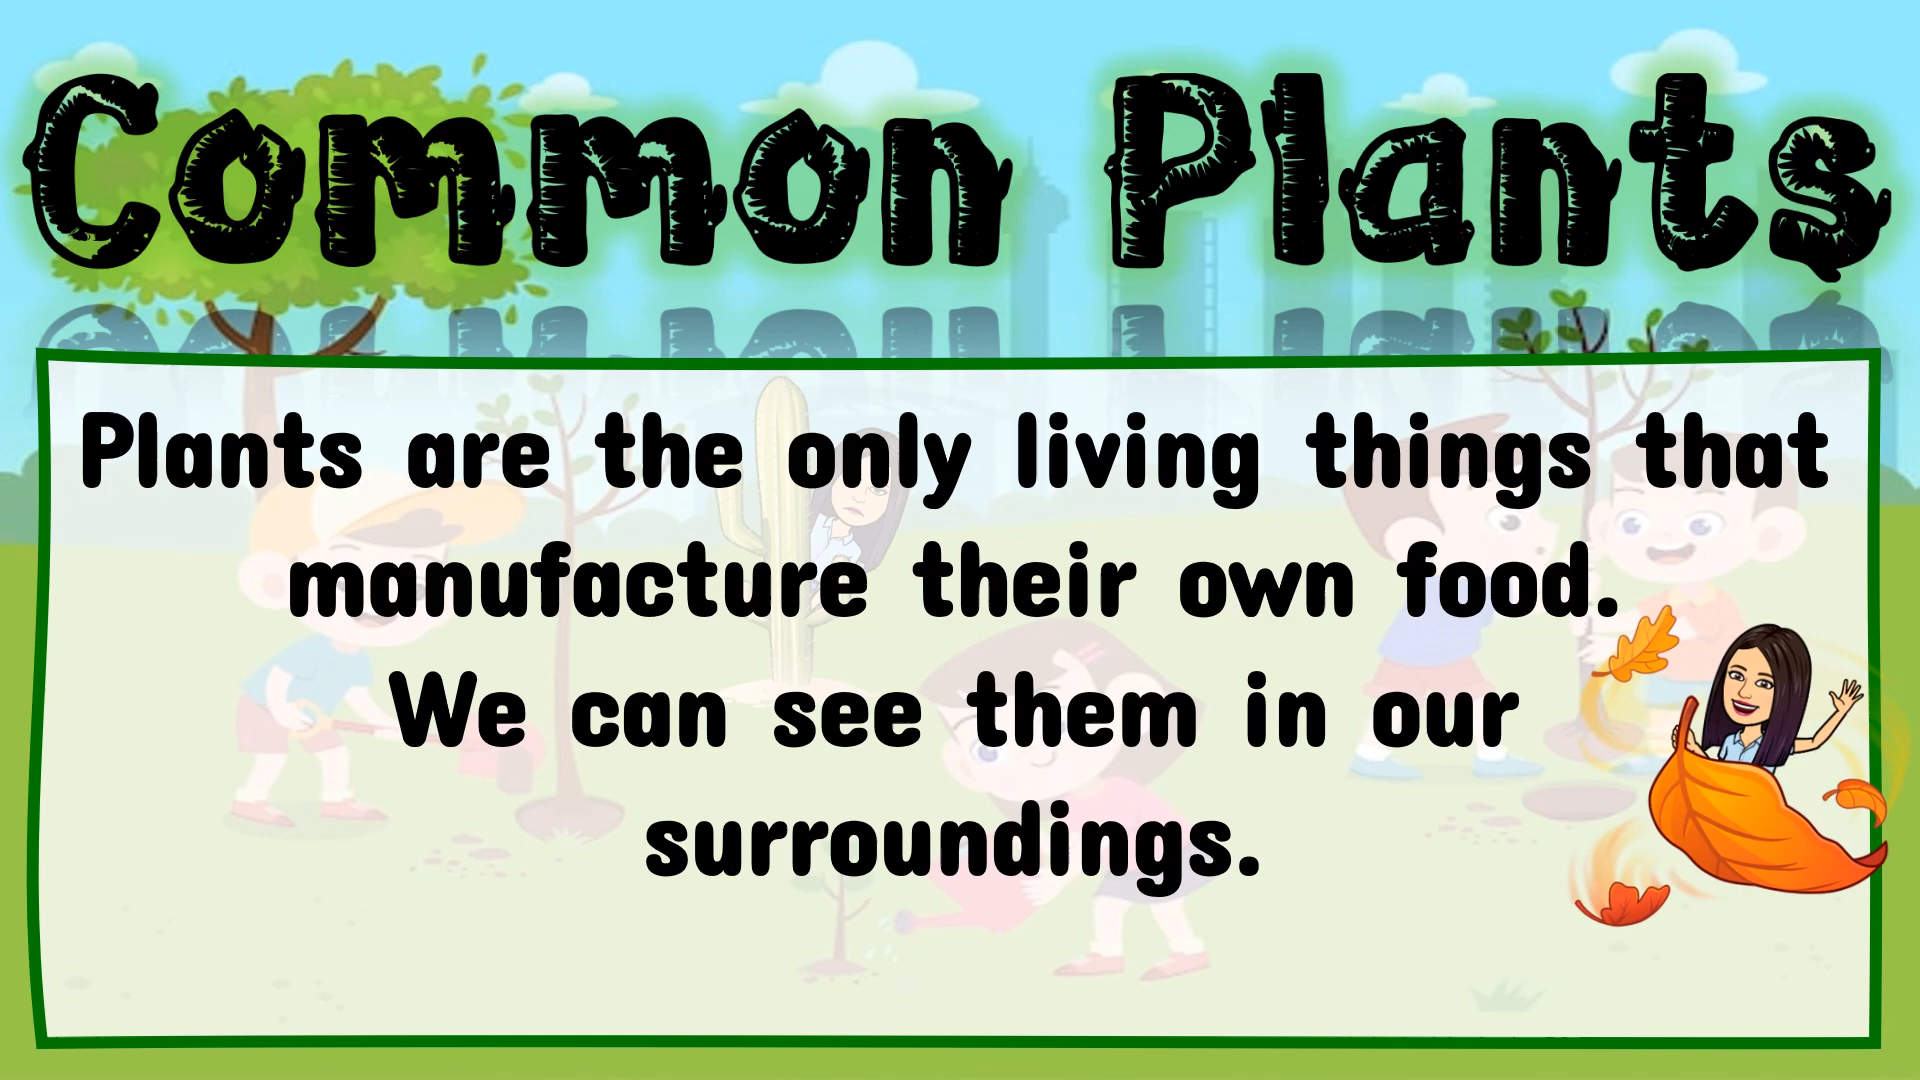 Common Plants
Plants are the only living things that
manufacture their own food.
We can see them in our
surroundings.